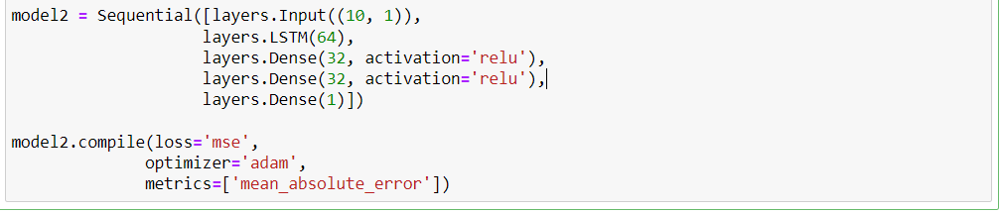 model2 = Sequential([layers.Input((10, 1)),
layers.LSTM(64),
layers.Dense(32, activation='relu'),
layers.Dense(32, activation='relu'),
layers.Dense(1)])
model2.compile(loss='mse',
optimizer='adam',
metrics=['mean_absolute_error'])